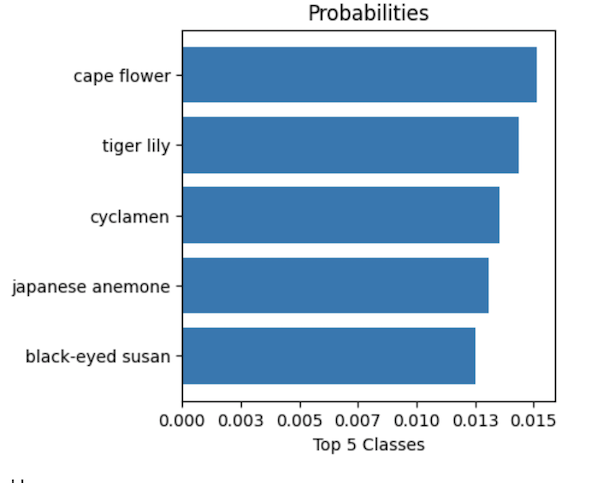 Probabilities
cape flower
tiger lily
cyclamen
japanese anemone
black-eyed susan
0.000 0.003 0.005 0.007 0.010 0.013 0.015
Top 5 Classes